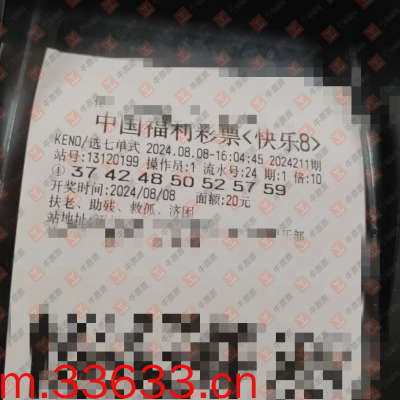 中国福利彩票<快乐8>
KENO/选七单式 2024.08.08-16:04:45 2024211期
站号:13120199 操作员:1 流水号:24 期:1 倍:10
① 37 42 48 50 52 57 59
开奖时间:2024/08/08 面额:20元
扶老、助残、救孤、济困
站地址:
m.33633.cn